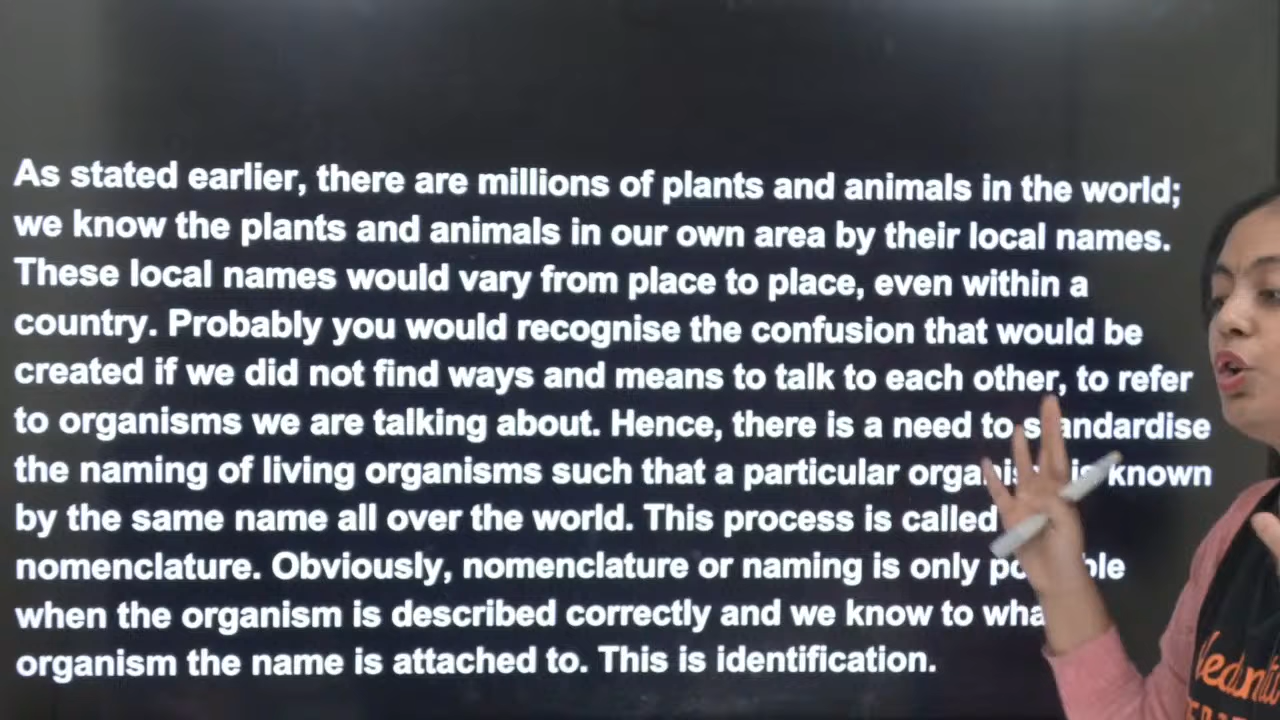 As stated earlier, there are millions of plants and animals in the world;
we know the plants and animals in our own area by their local names.
These local names would vary from place to place, even within a
country. Probably you would recognise the confusion that would be
created if we did not find ways and means to talk to each other, to refer
to organisms we are talking about. Hence, there is a need to standardise
the naming of living organisms such that a particular organism is known
by the same name all over the world. This process is called
nomenclature. Obviously, nomenclature or naming is only possible
when the organism is described correctly and we know to what
organism the name is attached to. This is identification.